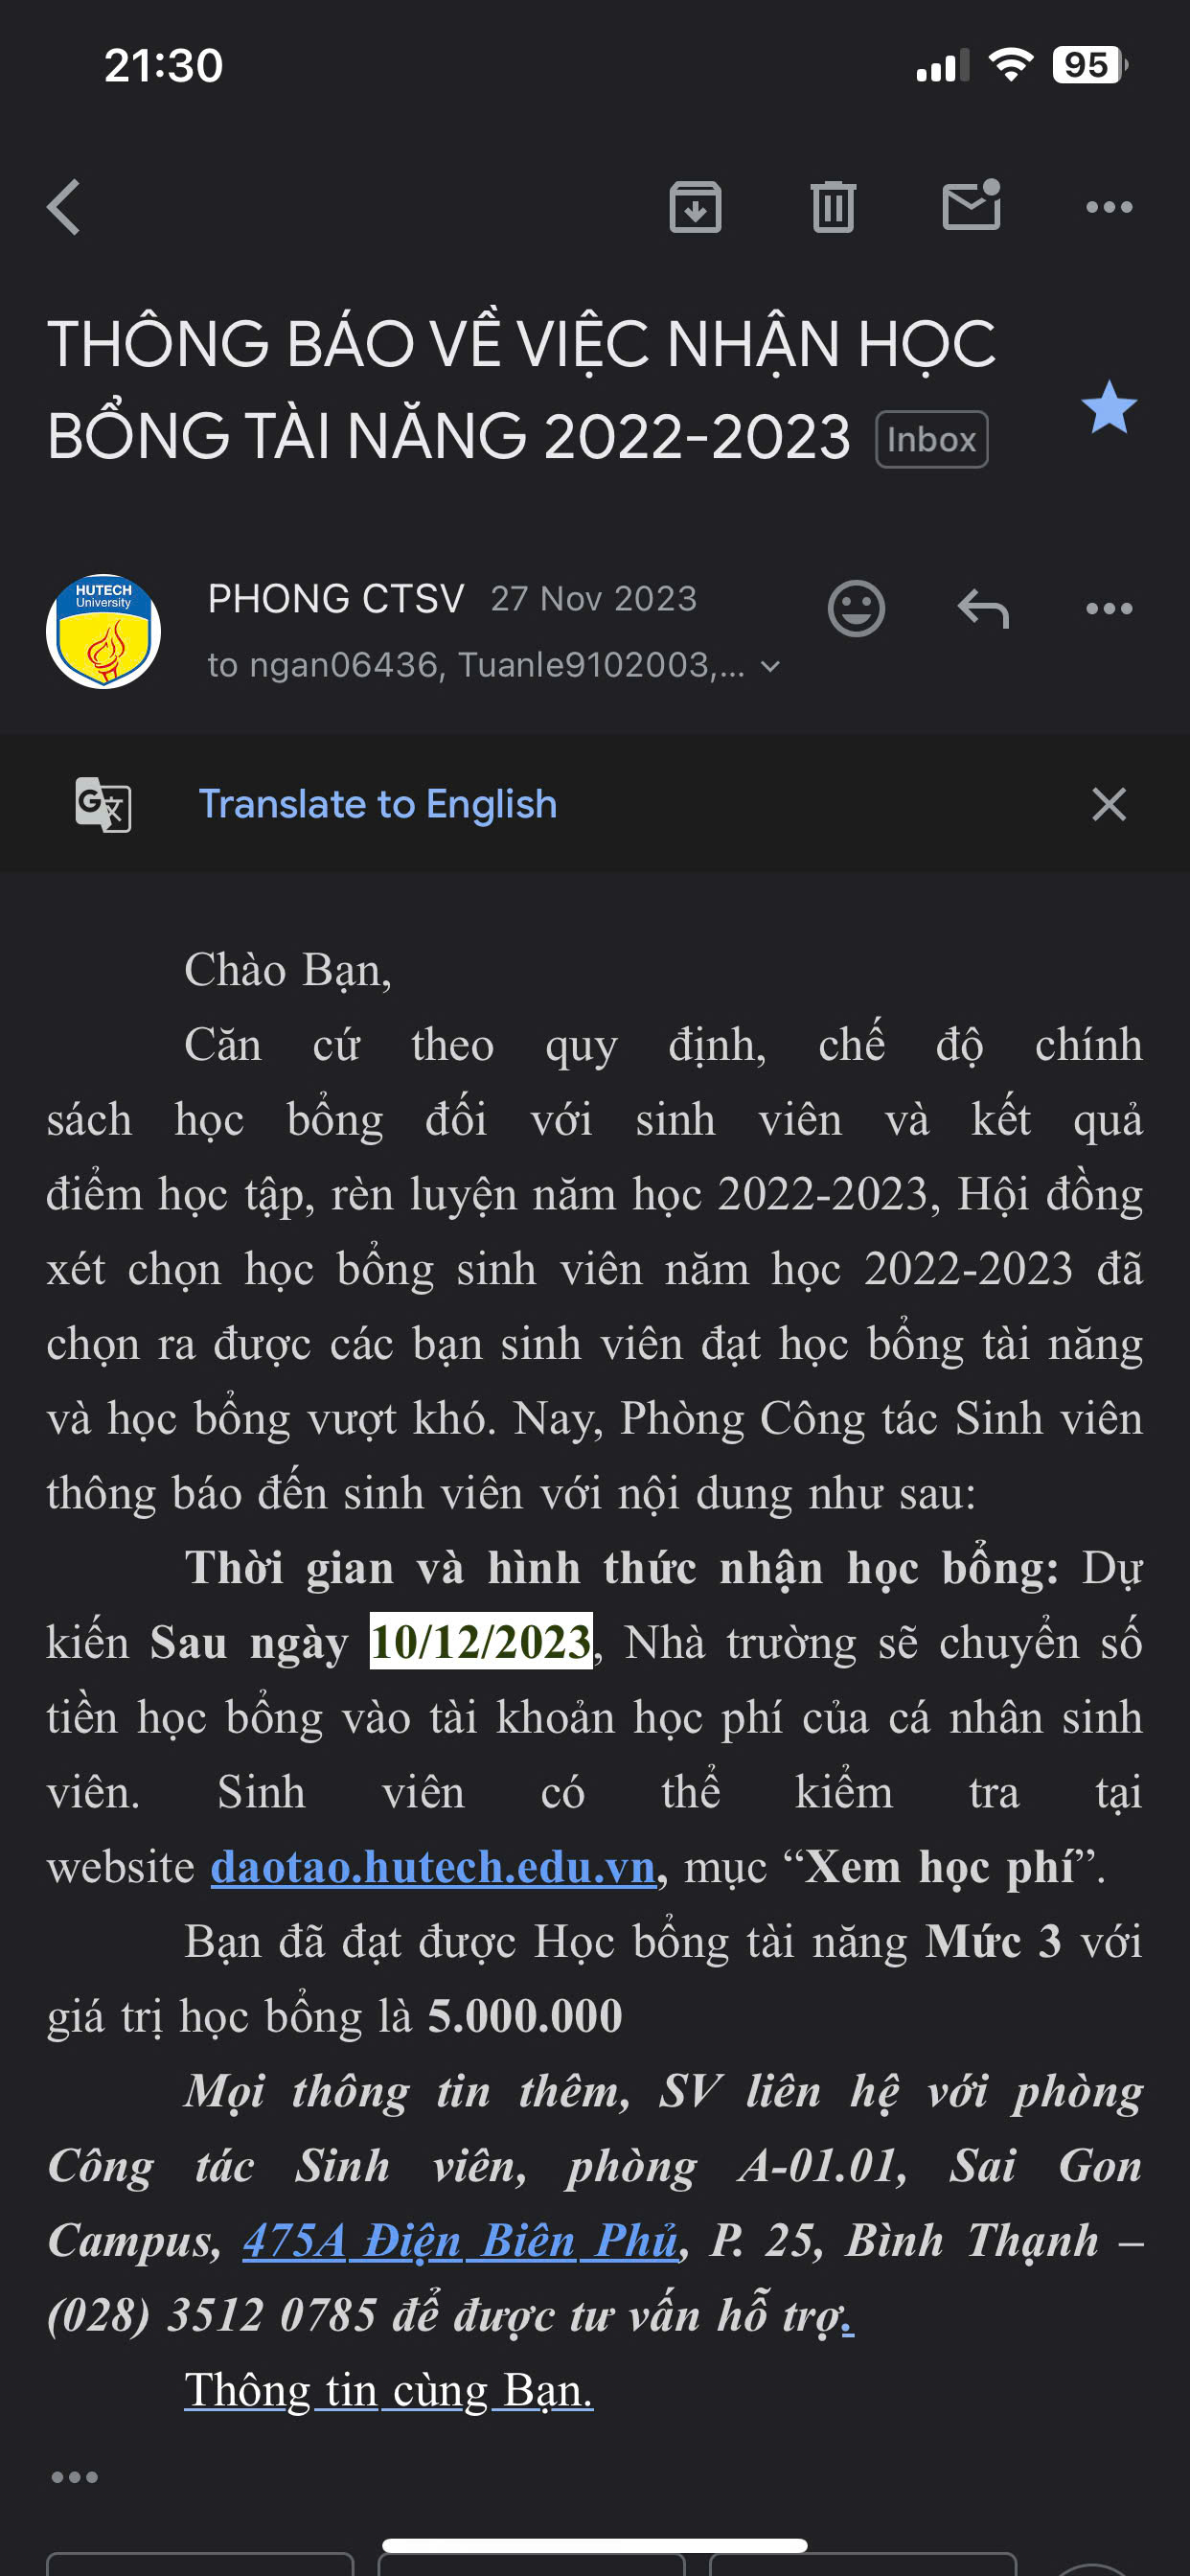 21:30
95
THÔNG BÁO VỀ VIỆC NHẬN HỌC
BỔNG TÀI NĂNG 2022-2023 Inbox
HUTECH
University
PHONG CTSV 27 Nov 2023
to ngan06436, Tuanle9102003,...
G文
Translate to English
Chào Bạn,
Căn cứ theo quy định, chế độ chính
sách học bổng đối với sinh viên và kết quả
điểm học tập, rèn luyện năm học 2022-2023, Hội đồng
xét chọn học bổng sinh viên năm học 2022-2023 đã
chọn ra được các bạn sinh viên đạt học bổng tài năng
và học bổng vượt khó. Nay, Phòng Công tác Sinh viên
thông báo đến sinh viên với nội dung như sau:
Thời gian và hình thức nhận học bổng: Dự
kiến Sau ngày 10/12/2023, Nhà trường sẽ chuyển số
tiền học bổng vào tài khoản học phí của cá nhân sinh
viên. Sinh viên có thể kiểm tra tại
website daotao.hutech.edu.vn, mục “Xem học phí”.
Bạn đã đạt được Học bổng tài năng Mức 3 với
giá trị học bổng là 5.000.000
Mọi thông tin thêm, SV liên hệ với phòng
Công tác Sinh viên, phòng A-01.01, Sai Gon
Campus, 475A Điện Biên Phủ, P. 25, Bình Thạnh –
(028) 3512 0785 để được tư vấn hỗ trợ.
Thông tin cùng Bạn.